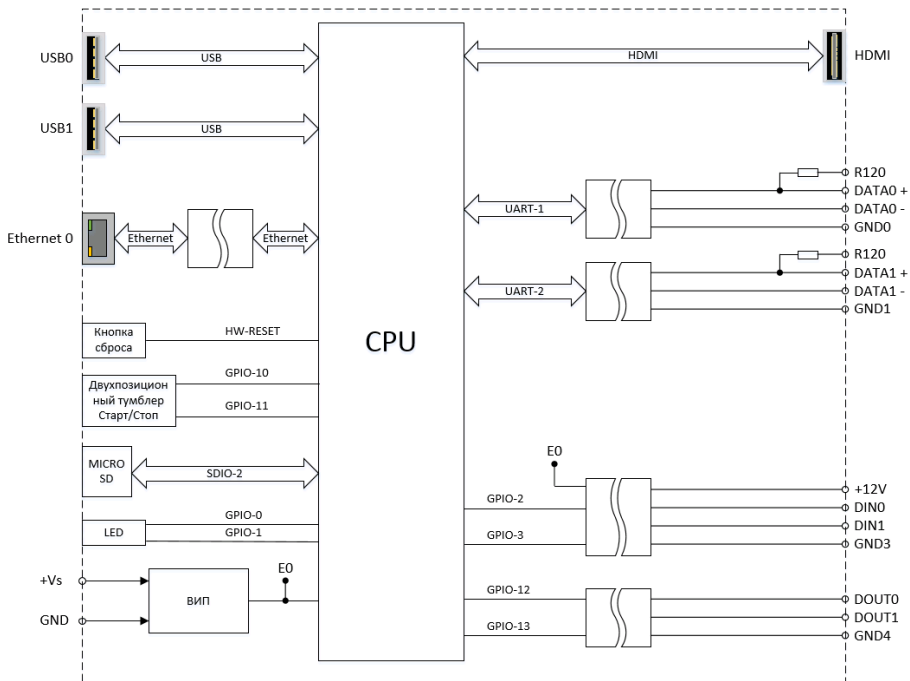 USB0
USB
HDMI
HDMI
USB1
USB
R120
DATA0 +
UART-1
DATA0 -
GND0
Ethernet 0
Ethernet
Ethernet
R120
DATA1 +
UART-2
DATA1 -
GND1
CPU
Кнопка
сброса
HW-RESET
Двухпозицион
ный тумблер
Старт/Стоп
GPIO-10
GPIO-11
MICRO
SD
SDIO-2
E0
+12V
GPIO-2
DIN0
DIN1
GPIO-3
GND3
LED
GPIO-0
GPIO-1
+Vs
GND
ВИП
E0
GPIO-12
DOUT0
DOUT1
GPIO-13
GND4